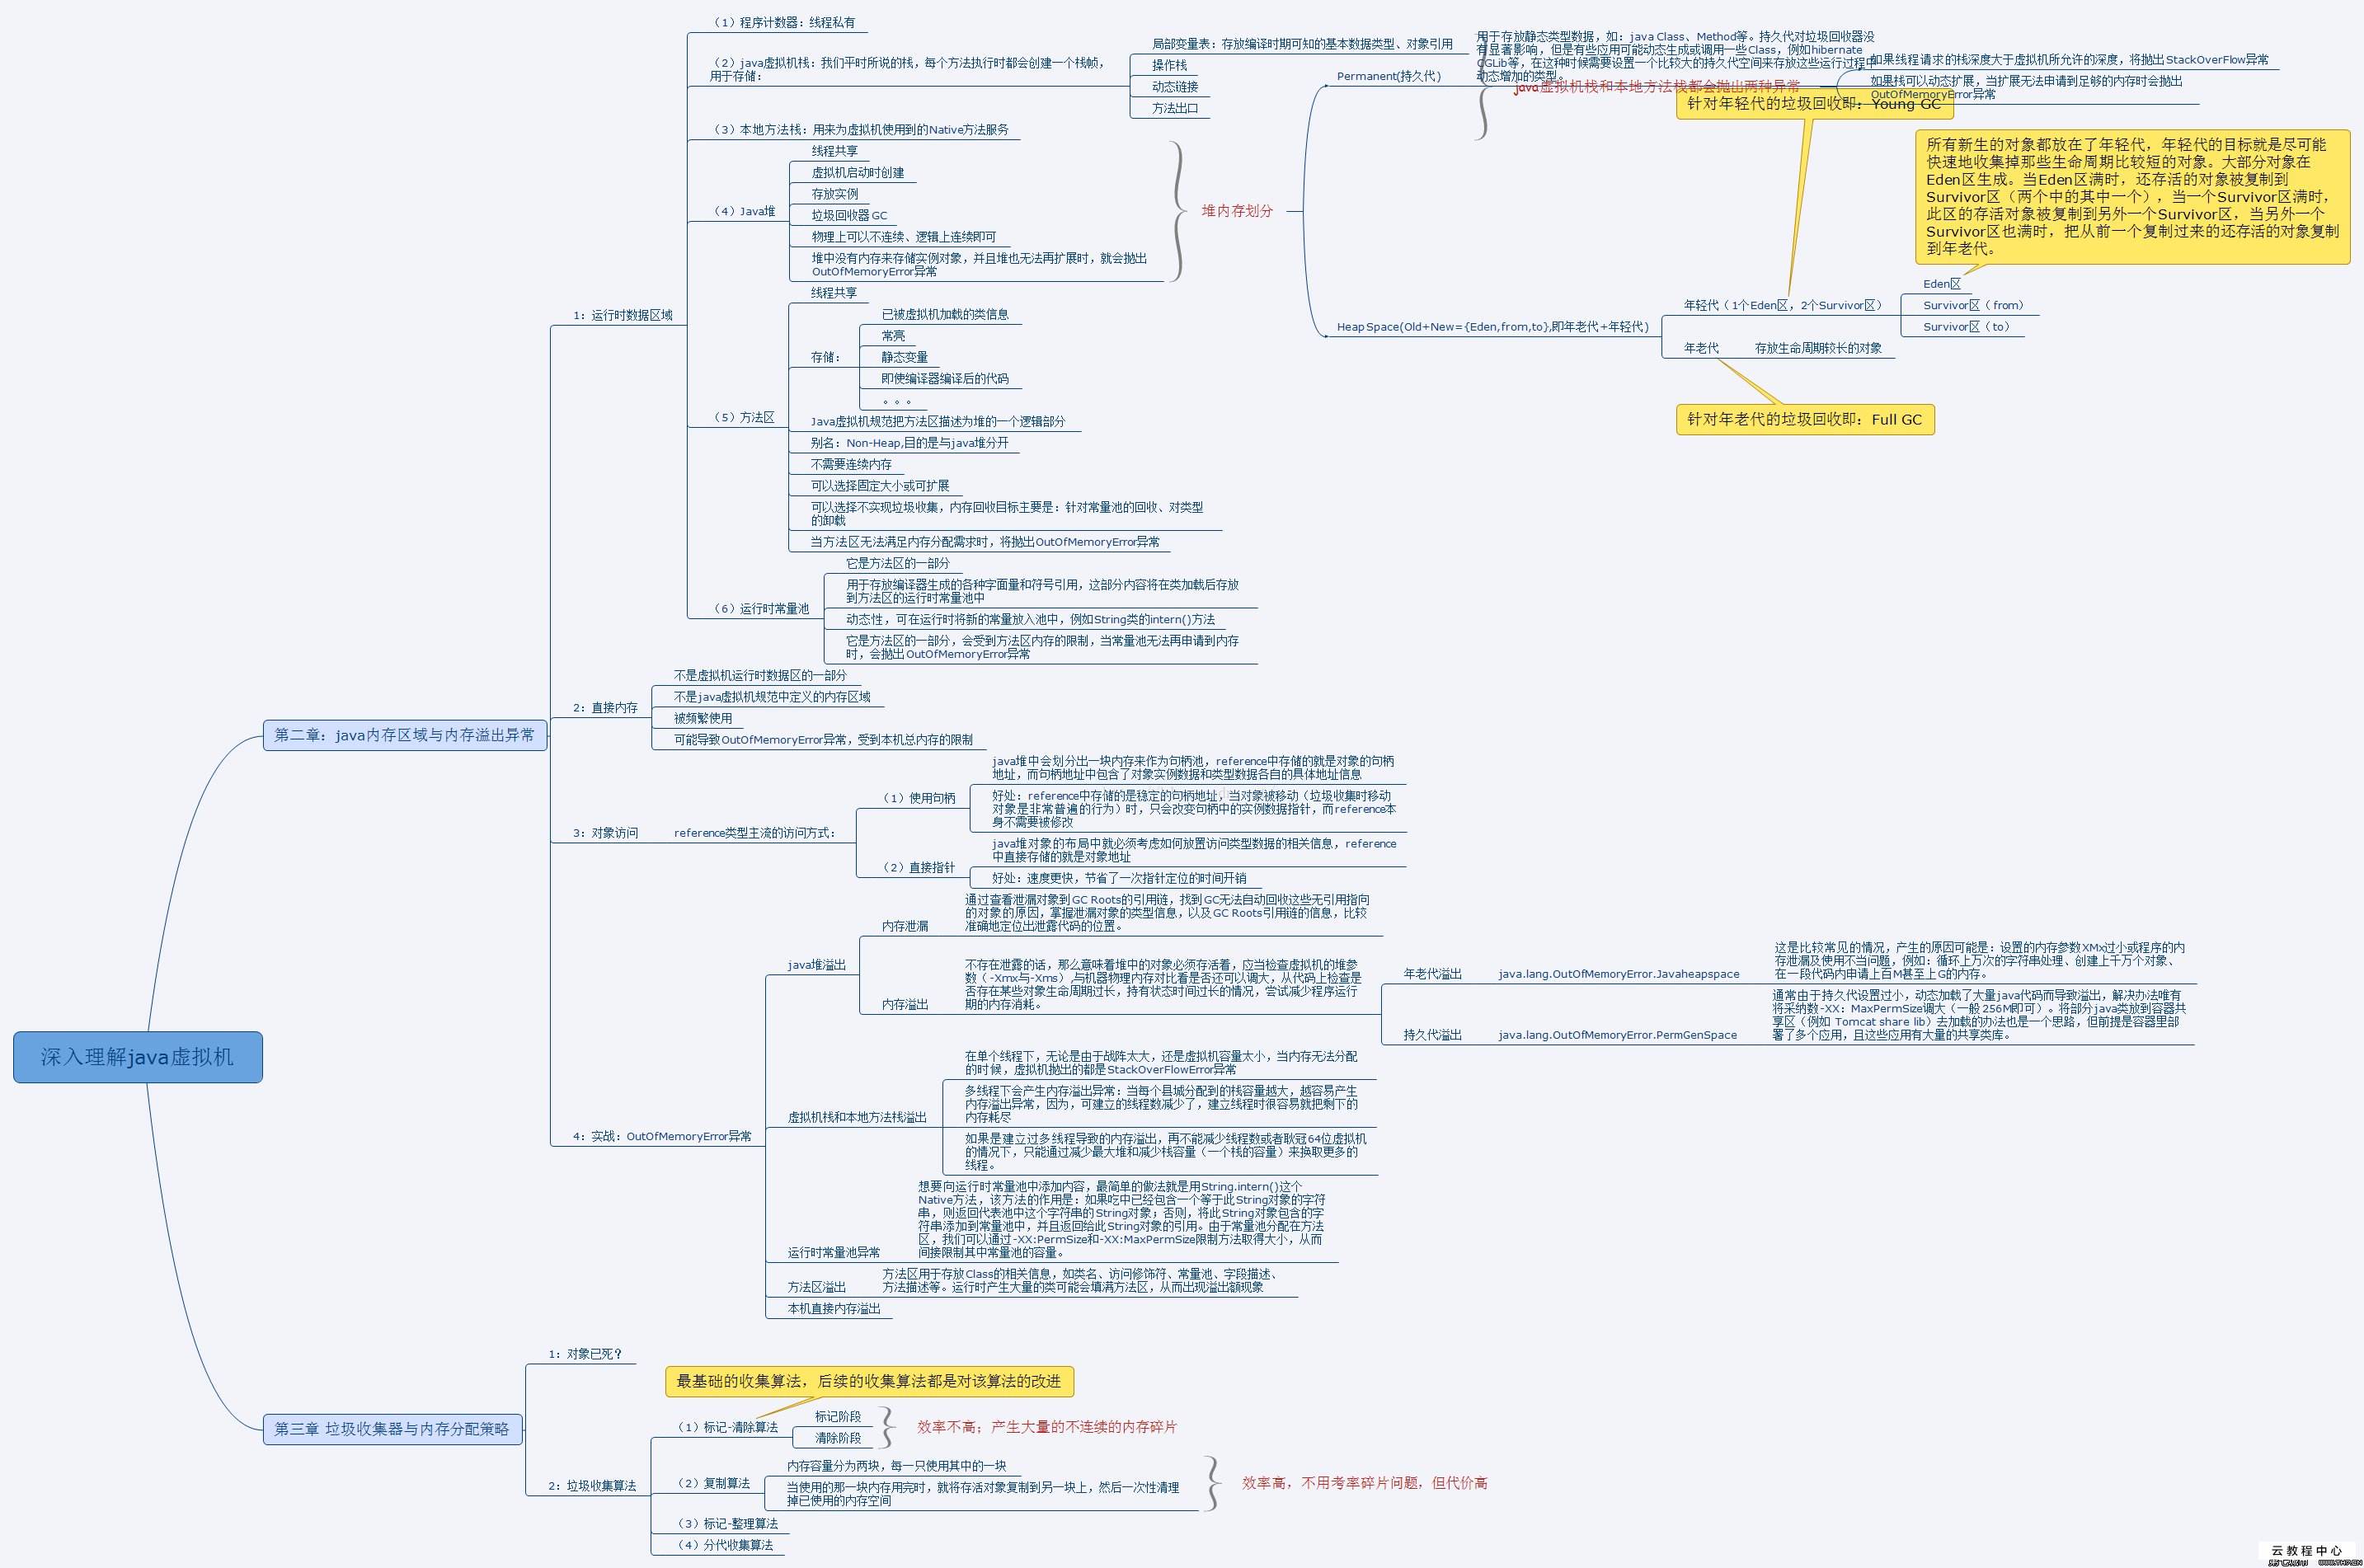 深入理解java虚拟机
第二章：java内存区域与内存溢出异常
1：运行时数据区域
（1）程序计数器：线程私有
（2）java虚拟机栈：我们平时所说的栈，每个方法执行时都会创建一个栈帧，
用于存储：
局部变量表：存放编译时期可知的基本数据类型、对象引用
操作栈
动态链接
方法出口
java虚拟机栈和本地方法栈都会抛出两种异常
如果线程请求的栈深度大于虚拟机所允许的深度，将抛出StackOverFlow异常
如果栈可以动态扩展，当扩展无法申请到足够的内存时会抛出
OutOfMemoryError异常
（3）本地方法栈：用来为虚拟机使用到的Native方法服务
（4）Java堆
线程共享
虚拟机启动时创建
存放实例
垃圾回收器 GC
物理上可以不连续、逻辑上连续即可
堆中没有内存来存储实例对象，并且堆也无法再扩展时，就会抛出
OutOfMemoryError异常
堆内存划分
Permanent(持久代)
用于存放静态类型数据，如：java Class、Method等。持久代对垃圾回收器没
有显著影响，但是有些应用可能动态生成或调用一些Class，例如hibernate
CGLib等，在这种时候需要设置一个比较大的持久代空间来存放这些运行过程中
动态增加的类型。
Heap Space(Old+New={Eden,from,to},即年老代+年轻代)
针对年轻代的垃圾回收即：Young GC
年轻代（1个Eden区，2个Survivor区）
所有新生的对象都放在了年轻代，年轻代的目标就是尽可能
快速地收集掉那些生命周期比较短的对象。大部分对象在
Eden区生成。当Eden区满时，还存活的对象被复制到
Survivor区（两个中的其中一个），当一个Survivor区满时，
此区的存活对象被复制到另外一个Survivor区，当另外一个
Survivor区也满时，把从前一个复制过来的还存活的对象复制
到年老代。
Eden区
Survivor区（from）
Survivor区（to）
年老代
存放生命周期较长的对象
针对年老代的垃圾回收即：Full GC
（5）方法区
线程共享
存储：
已被虚拟机加载的类信息
常亮
静态变量
即使编译器编译后的代码
。。。
Java虚拟机规范把方法区描述为堆的一个逻辑部分
别名：Non-Heap,目的是与java堆分开
不需要连续内存
可以选择固定大小或可扩展
可以选择不实现垃圾收集，内存回收目标主要是：针对常量池的回收、对类型
的卸载
当方法区无法满足内存分配需求时，将抛出OutOfMemoryError异常
（6）运行时常量池
它是方法区的一部分
用于存放编译器生成的各种字面量和符号引用，这部分内容将在类加载后存放
到方法区的运行时常量池中
动态性，可在运行时将新的常量放入池中，例如String类的intern()方法
它是方法区的一部分，会受到方法区内存的限制，当常量池无法再申请到内存
时，会抛出OutOfMemoryError异常
2：直接内存
不是虚拟机运行时数据区的一部分
不是java虚拟机规范中定义的内存区域
被频繁使用
可能导致OutOfMemoryError异常，受到本机总内存的限制
3：对象访问
reference类型主流的访问方式：
（1）使用句柄
java堆中会划分出一块内存来作为句柄池，reference中存储的就是对象的句柄
地址，而句柄地址中包含了对象实例数据和类型数据各自的具体地址信息
好处：reference中存储的是稳定的句柄地址，当对象被移动（垃圾收集时移动
对象是非常普遍的行为）时，只会改变句柄中的实例数据指针，而reference本
身不需要被修改
（2）直接指针
java堆对象的布局中就必须考虑如何放置访问类型数据的相关信息，reference
中直接存储的就是对象地址
好处：速度更快，节省了一次指针定位的时间开销
4：实战：OutOfMemoryError异常
java堆溢出
内存泄漏
通过查看泄漏对象到GC Roots的引用链，找到GC无法自动回收这些无引用指向
的对象的原因，掌握泄漏对象的类型信息，以及GC Roots引用链的信息，比较
准确地定位出泄露代码的位置。
内存溢出
不存在泄露的话，那么意味着堆中的对象必须存活着，应当检查虚拟机的堆参
数（-Xmx与-Xms）,与机器物理内存对比看是否还可以调大，从代码上检查是
否存在某些对象生命周期过长，持有状态时间过长的情况，尝试减少程序运行
期的内存消耗。
年老代溢出
java.lang.OutOfMemoryError.Javaheapspace
这是比较常见的情况，产生的原因可能是：设置的内存参数XMx过小或程序的内
存泄漏及使用不当问题，例如：循环上万次的字符串处理、创建上千万个对象、
在一段代码内申请上百M甚至上G的内存。
持久代溢出
java.lang.OutOfMemoryError.PermGenSpace
通常由于持久代设置过小，动态加载了大量java代码而导致溢出，解决办法唯有
将采纳数-XX：MaxPermSize调大（一般256M即可）。将部分java类放到容器共
享区（例如 Tomcat share lib）去加载的办法也是一个思路，但前提是容器里部
署了多个应用，且这些应用有大量的共享类库。
虚拟机栈和本地方法栈溢出
在单个线程下，无论是由于战阵太大，还是虚拟机容量太小，当内存无法分配
的时候，虚拟机抛出的都是StackOverFlowError异常
多线程下会产生内存溢出异常：当每个县城分配到的栈容量越大，越容易产生
内存溢出异常，因为，可建立的线程数减少了，建立线程时很容易就把剩下的
内存耗尽
如果是建立过多线程导致的内存溢出，再不能减少线程数或者耿冠64位虚拟机
的情况下，只能通过减少最大堆和减少栈容量（一个栈的容量）来换取更多的
线程。
运行时常量池异常
想要向运行时常量池中添加内容，最简单的做法就是用String.intern()这个
Native方法，该方法的作用是：如果吃中已经包含一个等于此String对象的字符
串，则返回代表池中这个字符串的String对象；否则，将此String对象包含的字
符串添加到常量池中，并且返回给此String对象的引用。由于常量池分配在方法
区，我们可以通过-XX:PermSize和-XX:MaxPermSize限制方法取得大小，从而
间接限制其中常量池的容量。
方法区溢出
方法区用于存放Class的相关信息，如类名、访问修饰符、常量池、字段描述、
方法描述等。运行时产生大量的类可能会填满方法区，从而出现溢出额现象
本机直接内存溢出
第三章 垃圾收集器与内存分配策略
1：对象已死？
2：垃圾收集算法
最基础的收集算法，后续的收集算法都是对该算法的改进
（1）标记-清除算法
标记阶段
清除阶段
效率不高；产生大量的不连续的内存碎片
（2）复制算法
内存容量分为两块，每一只使用其中的一块
当使用的那一块内存用完时，就将存活对象复制到另一块上，然后一次性清理
掉已使用的内存空间
效率高，不用考率碎片问题，但代价高
（3）标记-整理算法
（4）分代收集算法
云教程中心